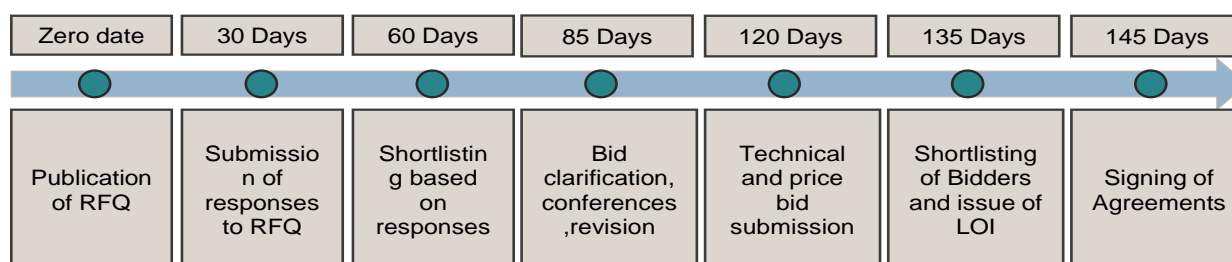 Zero date
30 Days
60 Days
85 Days
120 Days
135 Days
145 Days
Publication
of RFQ
Submissio
n of
responses
to RFQ
Shortlistin
g based
on
responses
Bid
clarification,
conferences
,revision
Technical
and price
bid
submission
Shortlisting
of Bidders
and issue of
LOI
Signing of
Agreements